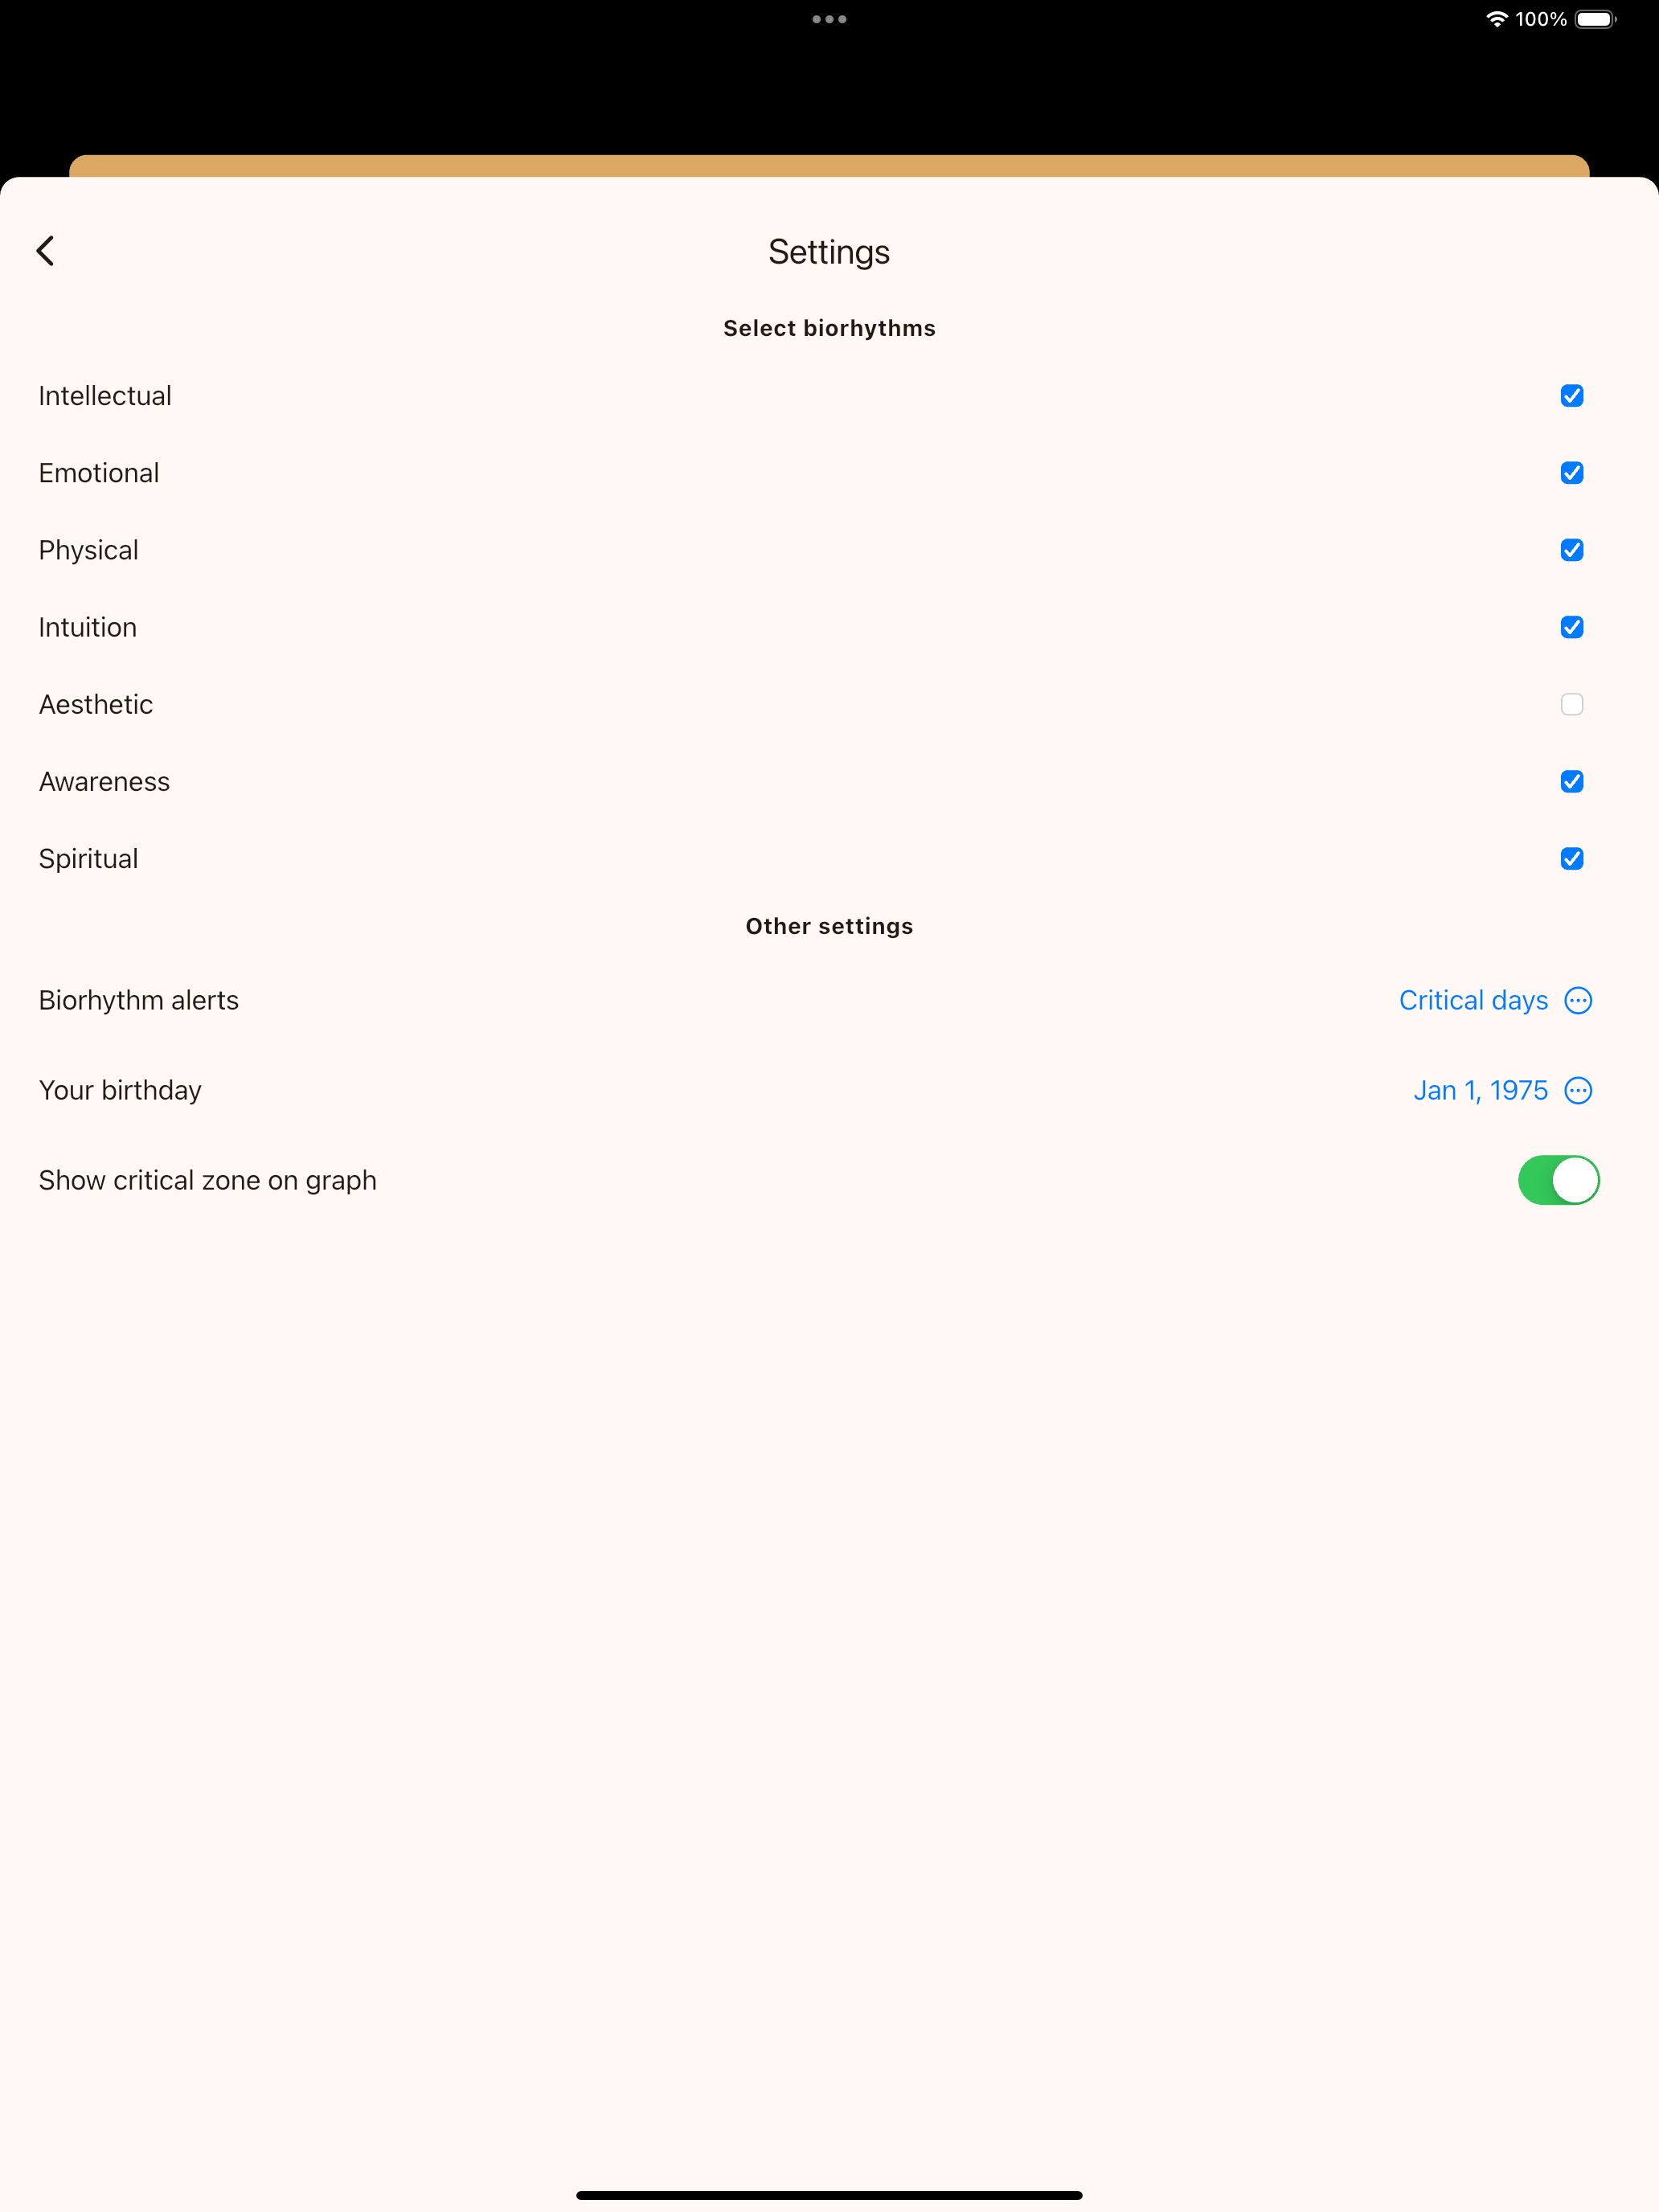 100%
Settings
Select biorhythms
Intellectual
Emotional
Physical
Intuition
Aesthetic
Awareness
Spiritual
Other settings
Biorhythm alerts Critical days
Your birthday Jan 1, 1975
Show critical zone on graph